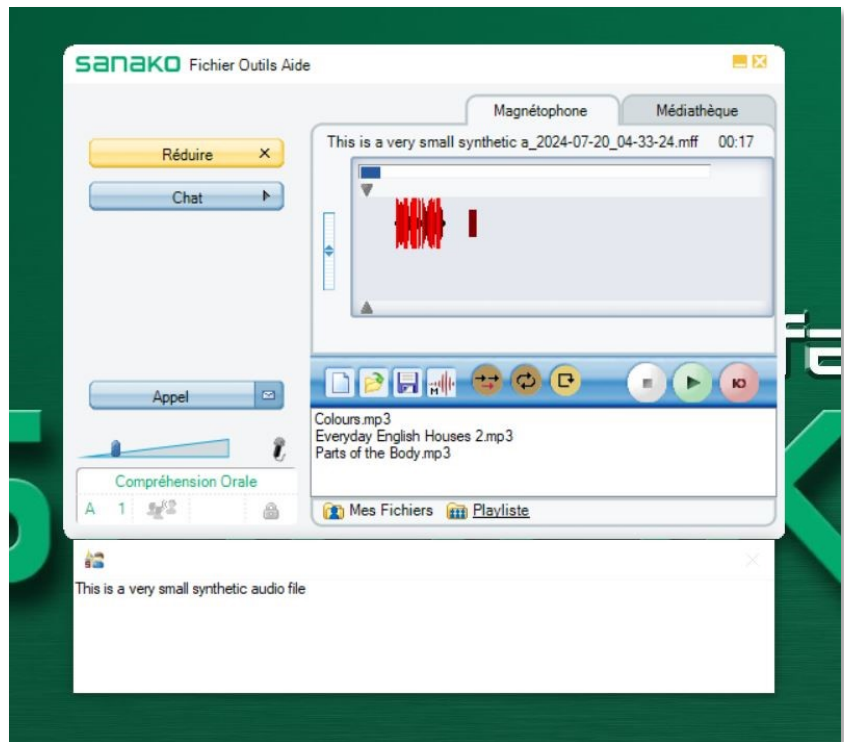 sanako Fichier Outils Aide
Magnétophone Médiathèque
Réduire
This is a very small synthetic a_2024-07-20_04-33-24.mff 00:17
Chat
M
Appel
Colours.mp3
Everyday English Houses 2.mp3
Parts of the Body.mp3
Compréhension Orale
A 1
Mes Fichiers Playliste
This is a very small synthetic audio file